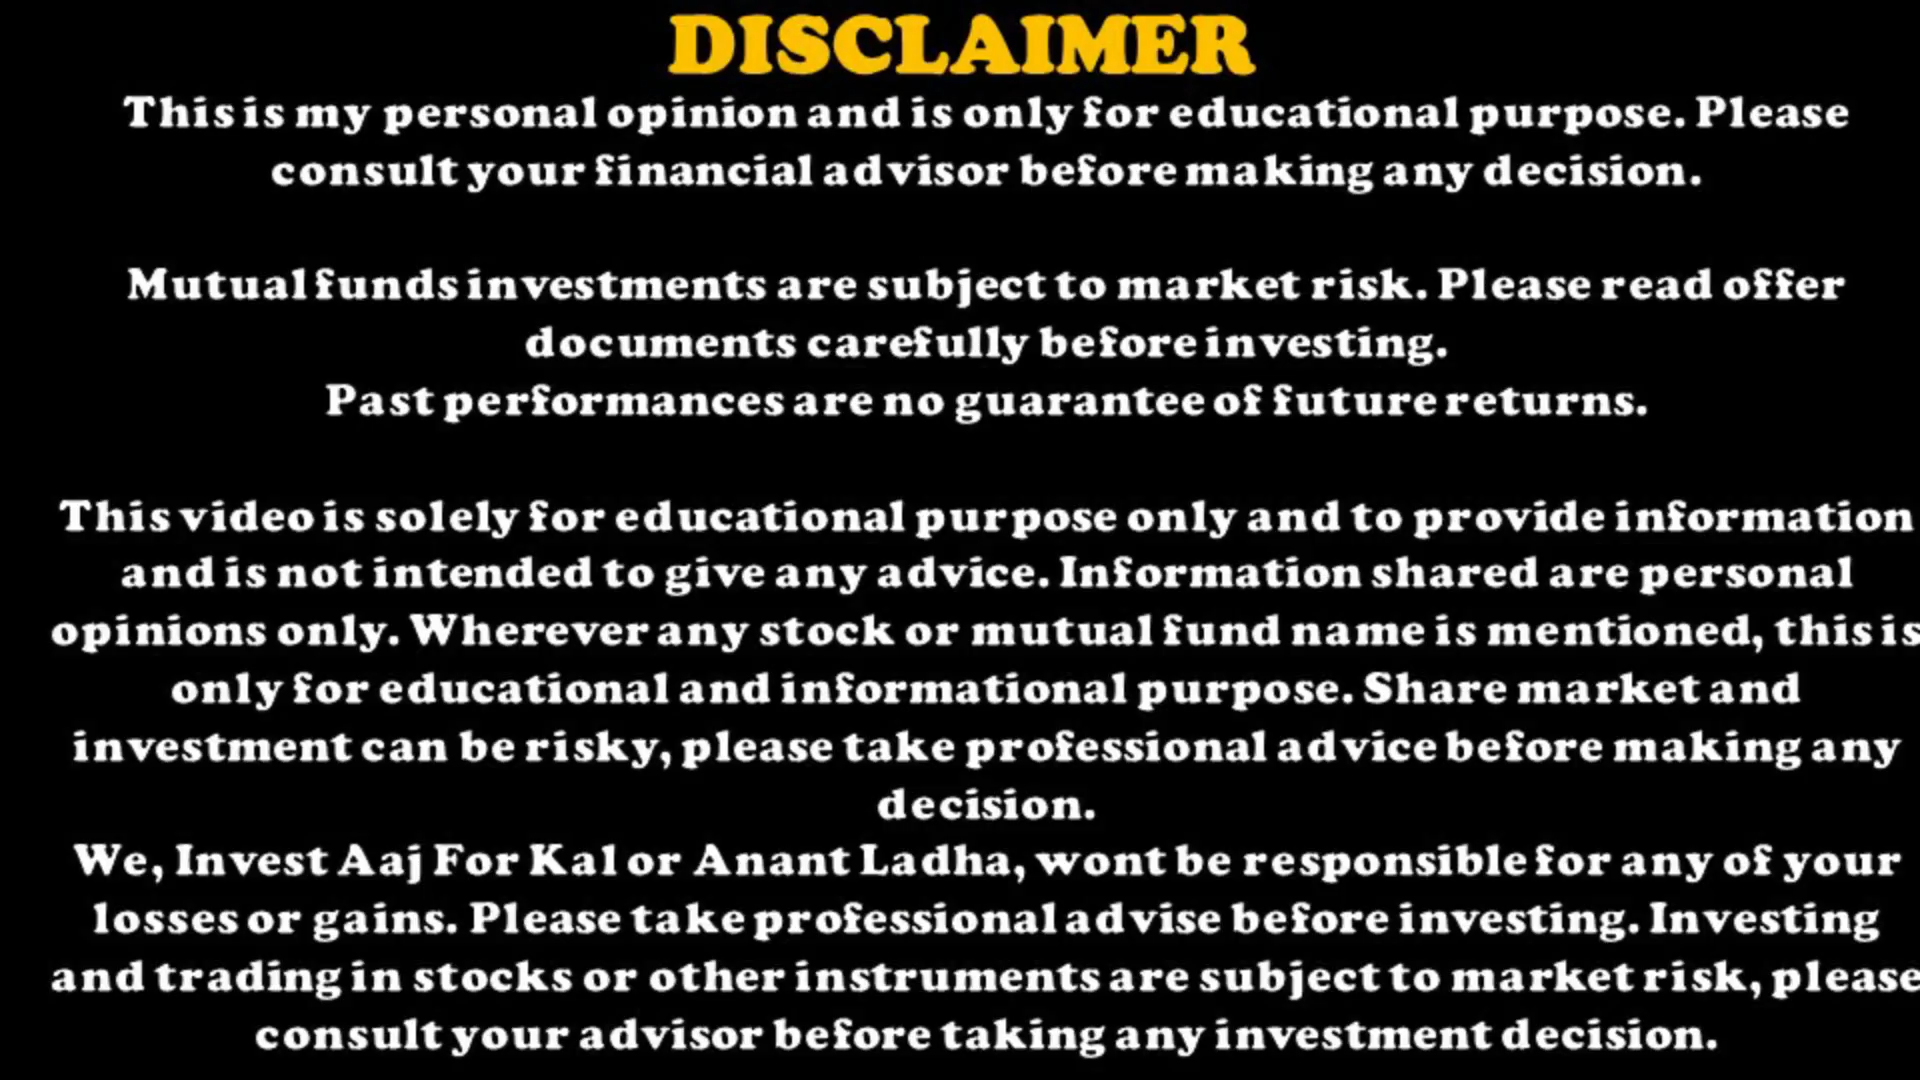 DISCLAIMER
This is my personal opinion and is only for educational purpose. Please
consult your financial advisor before making any decision.
Mutual funds investments are subject to market risk. Please read offer
documents carefully before investing.
Past performances are no guarantee of future returns.
This video is solely for educational purpose only and to provide information
and is not intended to give any advice. Information shared are personal
opinions only. Wherever any stock or mutual fund name is mentioned, this is
only for educational and informational purpose. Share market and
investment can be risky, please take professional advice before making any
decision.
We, Invest Aaj For Kal or Anant Ladha, wont be responsible for any of your
losses or gains. Please take professional advise before investing. Investing
and trading in stocks or other instruments are subject to market risk, please
consult your advisor before taking any investment decision.